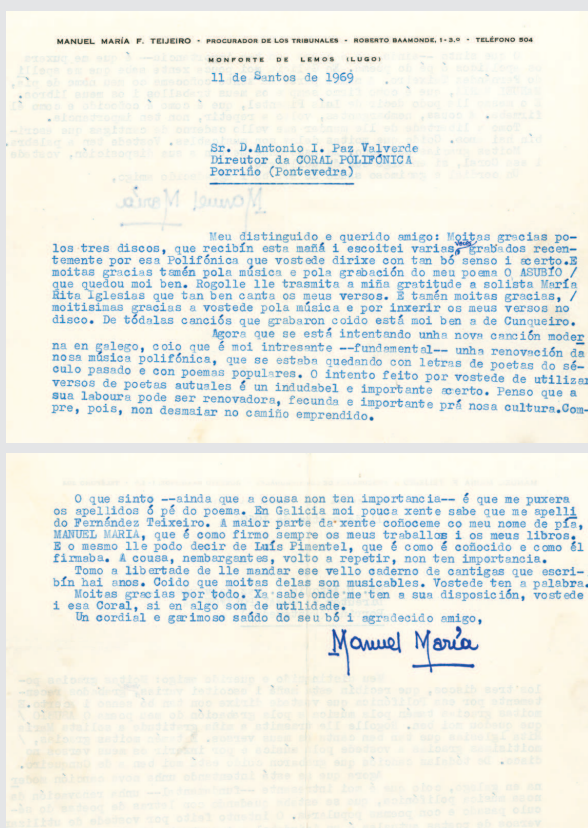 MANUEL MARÍA F. TEIJEIRO - PROCURADOR DE LOS TRIBUNALES - ROBERTO BAAMONDE, 1-3.º - TELÉFONO 504
MONFORTE DE LEMOS (LUGO)
11 de Santos de 1969
Sr. D.Antonio I. Paz Valverde
Direutor da CORAL POLIFÓNICA
Porriño (Pontevedra)
Meu distinguido e querido amigo: Moitas gracias po-
los tres discos, que recibín esta mañá i escoitei varias veces, grabados recen-
temente por esa Polifónica que vostede dirixe con tan bó senso i acerto.E
moitas gracias tamén pola música e pola grabación do meu poema O ASUBÍO /
que quedou moi ben. Rogolle lle trasmita a miña gratitude a solista María
Rita Iglesias que tan ben canta os meus versos. E tamén moitas gracias, /
moitísimas gracias a vostede pola música e por inxerir os meus versos no
disco. De tódalas canciós que grabaron coido está moi ben a de Cunqueiro.
Agora que se está intentando unha nova canción moder
na en galego, coio que é moi intresante --fundamental-- unha renovación da
nosa música polifónica, que se estaba quedando con letras de poetas do sé-
culo pasado e con poemas populares. O intento feito por vostede de utilizar
versos de poetas autuales é un indudabel e importante acerto. Penso que a
sua laboura pode ser renovadora, fecunda e importante prá nosa cultura.Com-
pre, pois, non desmaiar no camiño emprendido.
O que sinto --ainda que a cousa non ten importancia-- é que me puxera
os apellidos ó pé do poema. En Galicia moi pouca xente sabe que me apelli
do Fernández Teixeiro. A maior parte da xente coñoceme co meu nome de pía,
MANUEL MARIA, que é como firmo sempre os meus traballos i os meus libros.
E o mesmo lle podo decir de Luís Pimentel, que é como é coñocido e como él
firmaba. A cousa, nembargantes, volto a repetir, non ten importancia.
Tomo a libertade de lle mandar ese vello caderno de cantigas que escri-
bín hai anos. Coido que moitas delas son musicables. Vostede ten a palabra.
Moitas gracias por todo. Xa sabe onde me ten a sua disposición, vostede
i esa Coral, si en algo son de utilidade.
Un cordial e garimoso saúdo do seu bó i agradecido amigo,
Manuel María